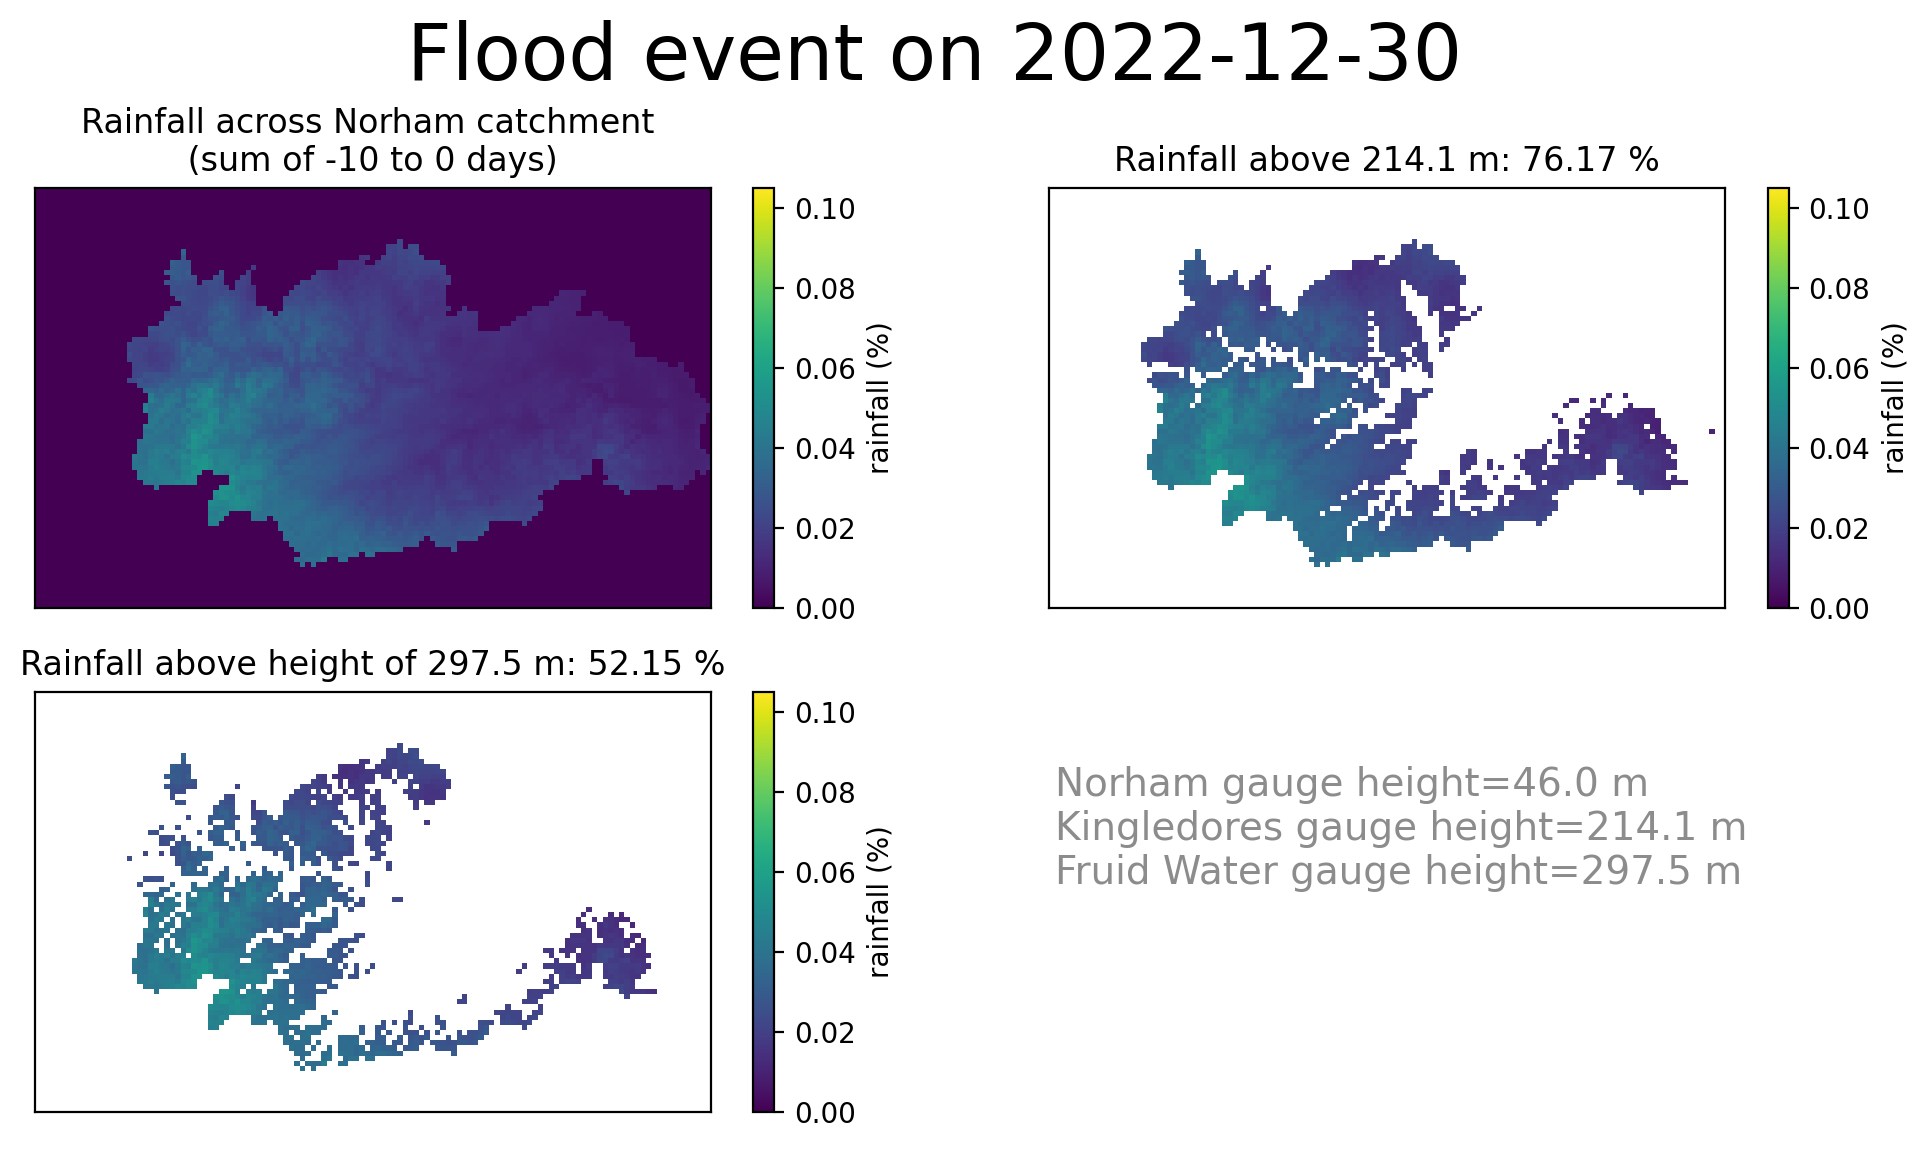 Flood event on 2022-12-30
Rainfall across Norham catchment
(sum of -10 to 0 days)
0.10
0.08
0.06
0.04
0.02
0.00
rainfall (%)
Rainfall above 214.1 m: 76.17 %
0.10
0.08
0.06
0.04
0.02
0.00
rainfall (%)
Rainfall above height of 297.5 m: 52.15 %
0.10
0.08
0.06
0.04
0.02
0.00
rainfall (%)
Norham gauge height=46.0 m
Kingledores gauge height=214.1 m
Fruid Water gauge height=297.5 m